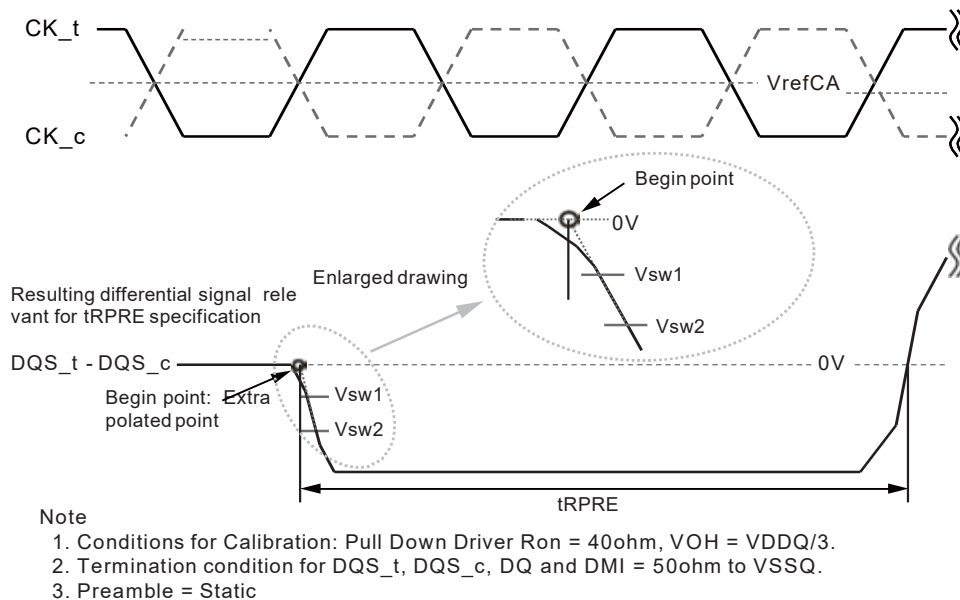 CK_t
VrefCA
CK_c
Begin point
0V
Vsw1
Vsw2
Enlarged drawing
Resulting differential signal rele
vant for tRPRE specification
DQS_t - DQS_c
0V
Begin point: Extra
polated point
Vsw1
Vsw2
tRPRE
Note
1. Conditions for Calibration: Pull Down Driver Ron = 40ohm, VOH = VDDQ/3.
2. Termination condition for DQS_t, DQS_c, DQ and DMI = 50ohm to VSSQ.
3. Preamble = Static